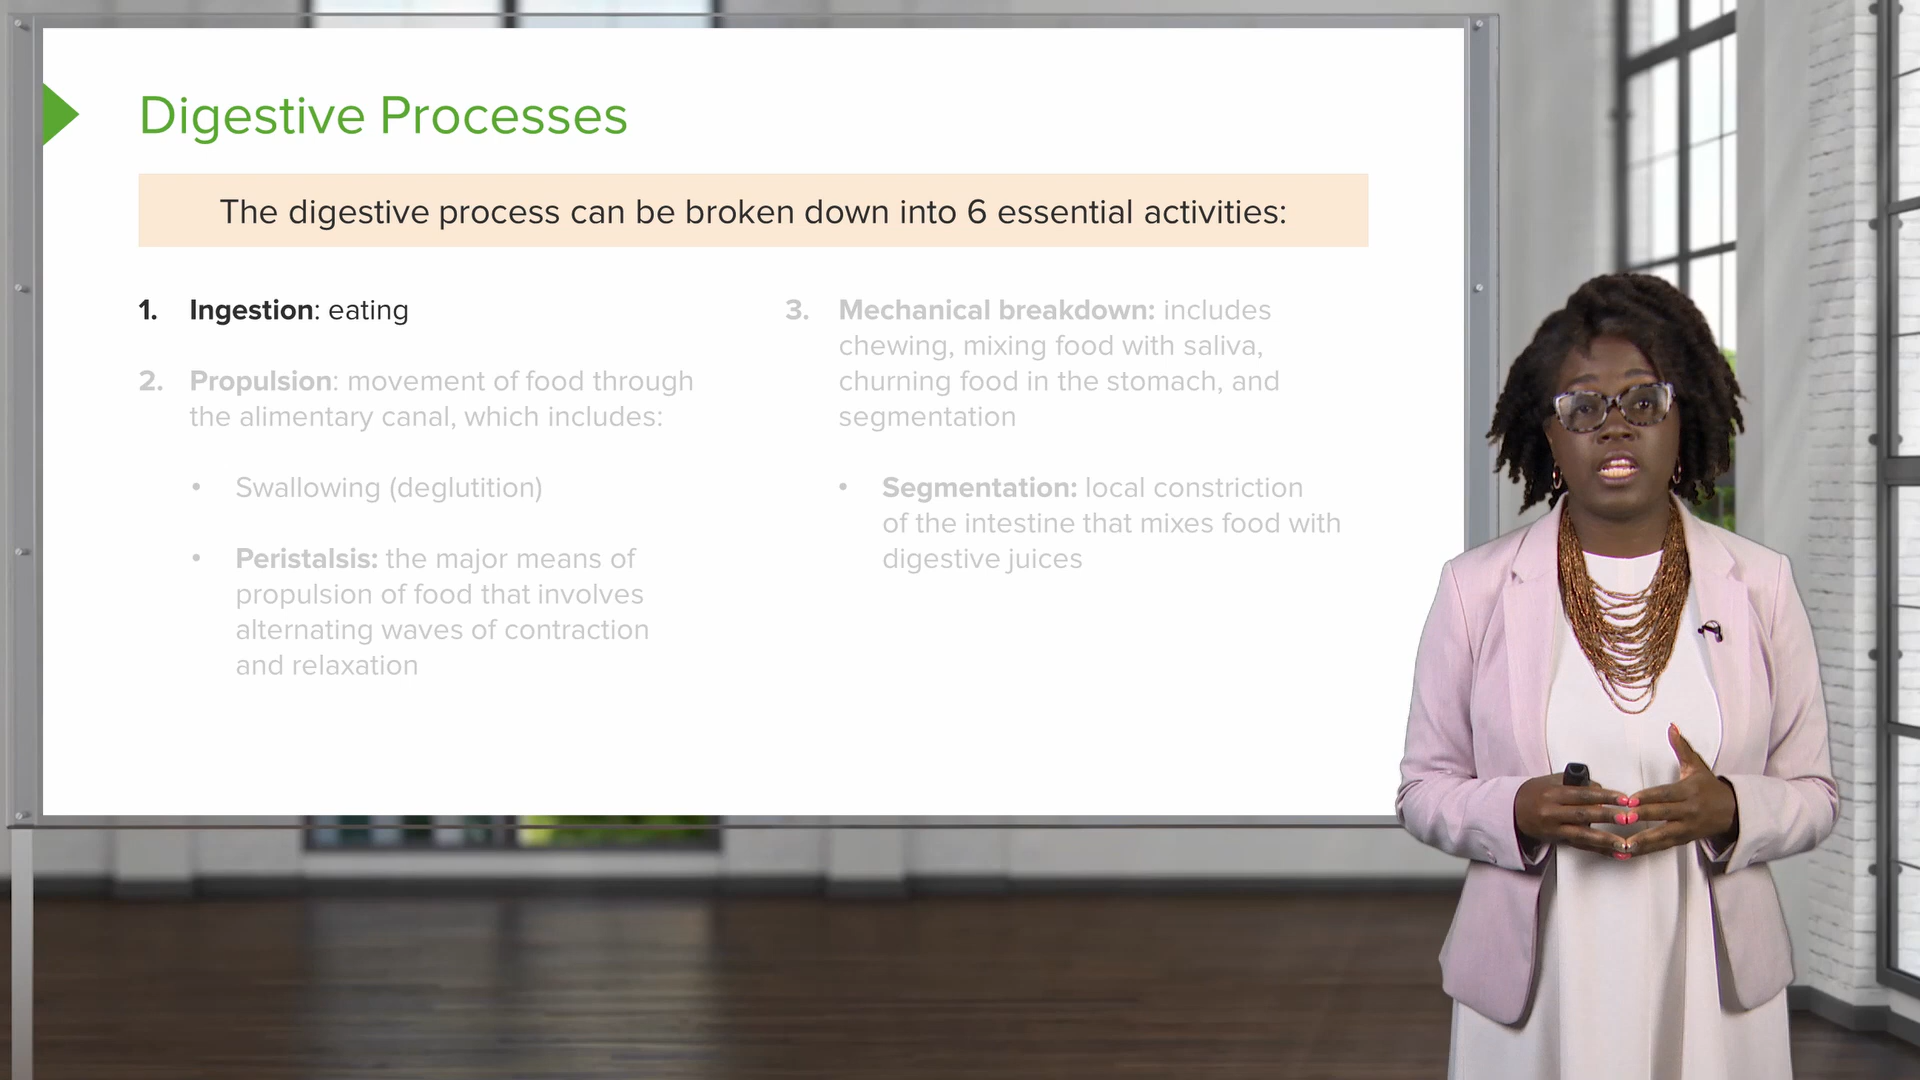 Digestive Processes
The digestive process can be broken down into 6 essential activities:
1. Ingestion: eating
2. Propulsion: movement of food through
the alimentary canal, which includes:
• Swallowing (deglutition)
• Peristalsis: the major means of
propulsion of food that involves
alternating waves of contraction
and relaxation
3. Mechanical breakdown: includes
chewing, mixing food with saliva,
churning food in the stomach, and
segmentation
• Segmentation: local constriction
of the intestine that mixes food with
digestive juices